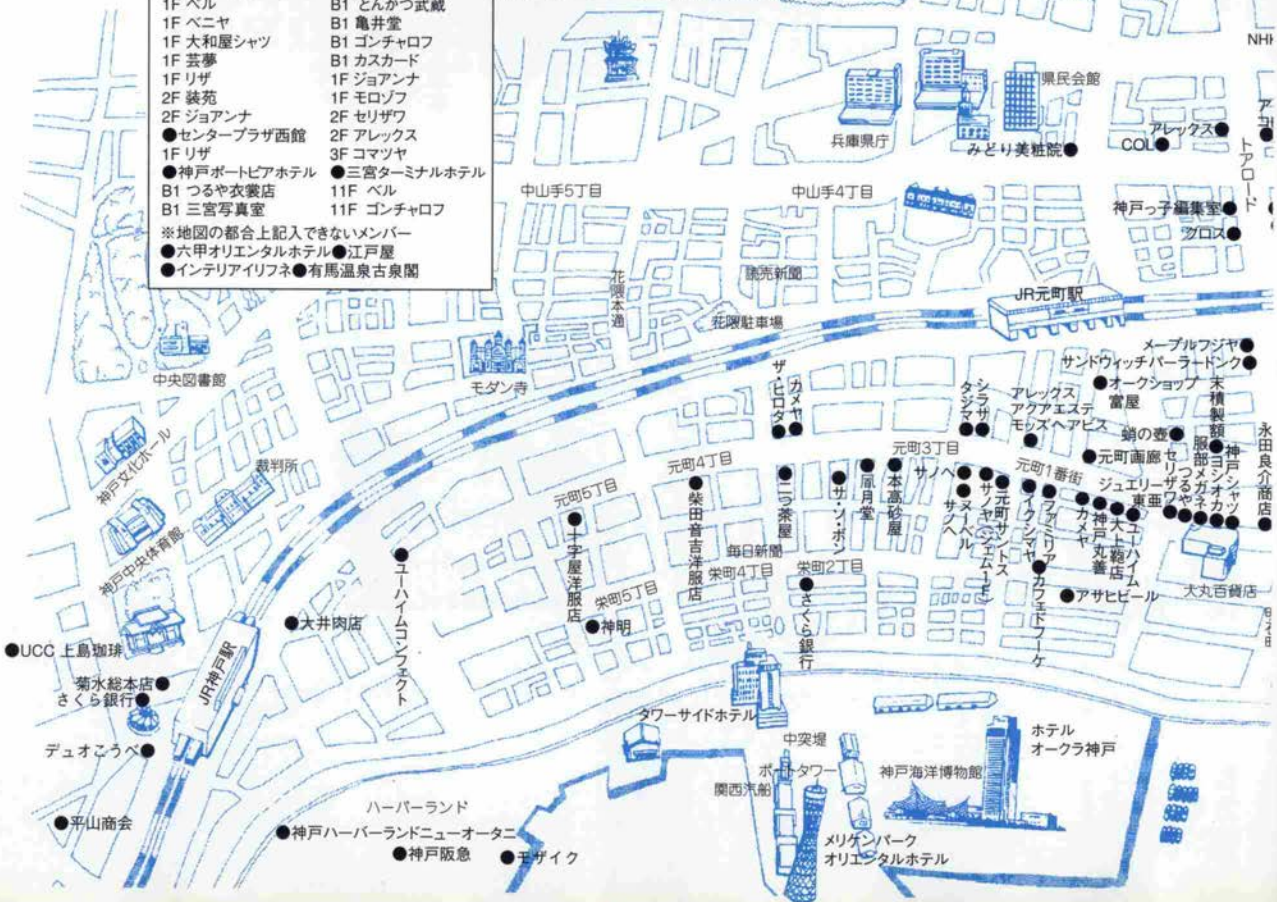 1F ベル
1F ベニヤ
1F 大和屋シャツ
1F 芸夢
1F リザ
2F 装苑
2F ジョアンナ
●センタープラザ西館
1F リザ
●神戸ポートピアホテル
B1 つるや衣裳店
B1 三宮写真室
B1 とんかつ武蔵
B1 亀井堂
B1 ゴンチャロフ
B1 カスカード
1F ジョアンナ
1F モロゾフ
2F セリザワ
2F アレックス
3F コマツヤ
●三宮ターミナルホテル
11F ベル
11F ゴンチャロフ
※地図の都合上記入できないメンバー
●六甲オリエンタルホテル●江戸屋
●インテリアイリフネ●有馬温泉古泉閣
兵庫県庁
県民会館
みどり美粧院●
COL●
アレックス●
トアロード
神戸っ子編集室●
グロス●
中山手5丁目
中山手4丁目
花隈本通
読売新聞
花隈駐車場
JR元町駅
中央図書館
モダン寺
神戸文化ホール
裁判所
神戸中央体育館
メープルフジヤ●
サンドウィッチパーラードンク●
●オークショップ
富屋
ザ・ヒロタ
カメヤ
タジマ
シラサ
アレックス
アクアエステ
モッズヘアビス
末積製額
蛸の壺●
●元町画廊
永田良介商店
元町3丁目
元町4丁目
元町5丁目
元町1番街
ジュエリー
東亜
セリザワ
つるや
服部メガネ
ヨシオカ
神戸シャツ
柴田音吉洋服店
二つ茶屋
サ・ノ・ボン
凮月堂
本高砂屋
サノヘ
ヌーベル
サノヘ
サノヤ(ジェムード)
元町サントス
イクシマヤ
ファミリア
カフェドフーケ
カメヤ
神戸丸善
大上鞄店
ユーハイム
大丸百貨店
●アサヒビール
毎日新聞
栄町4丁目
栄町2丁目
栄町5丁目
さくら銀行
十字屋洋服店
●神明
ユーハイムコンフェクト
●大井肉店
●UCC 上島珈琲
菊水総本店●
さくら銀行●
JR神戸駅
デュオこうべ●
●平山商会
ハーバーランド
●神戸ハーバーランドニューオータニ
●神戸阪急
●モザイク
タワーサイドホテル
中突堤
ポートタワー
関西汽船
神戸海洋博物館
ホテル
オークラ神戸
メリケンパーク
オリエンタルホテル